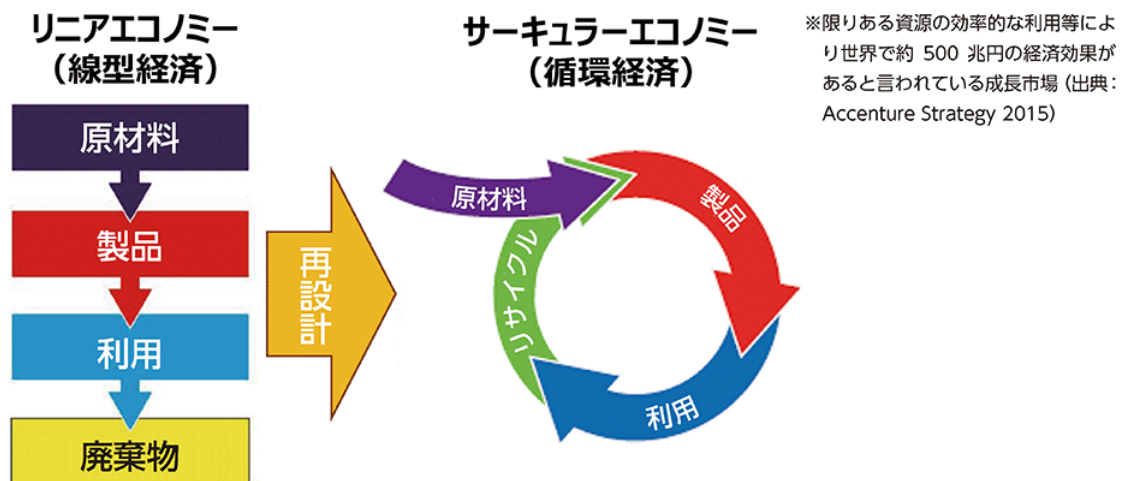 リニアエコノミー
（線型経済）
原材料
製品
利用
廃棄物
再設計
サーキュラーエコノミー
（循環経済）
原材料
製品
利用
リサイクル
※限りある資源の効率的な利用等によ
り世界で約 500 兆円の経済効果が
あると言われている成長市場（出典：
Accenture Strategy 2015）